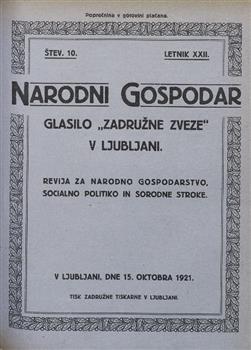 Poštnina v gotovini plačana.
ŠTEV. 10.
LETNIK XXII.
NARODNI GOSPODAR
GLASILO „ZADRUŽNE ZVEZE“
V LJUBLJANI.
REVIJA ZA NARODNO GOSPODARSTVO,
SOCIALNO POLITIKO IN SORODNE STROKE.
V LJUBLJANI, DNE 15. OKTOBRA 1921.
TISK ZADRUŽNE TISKARNE V LJUBLJANI.